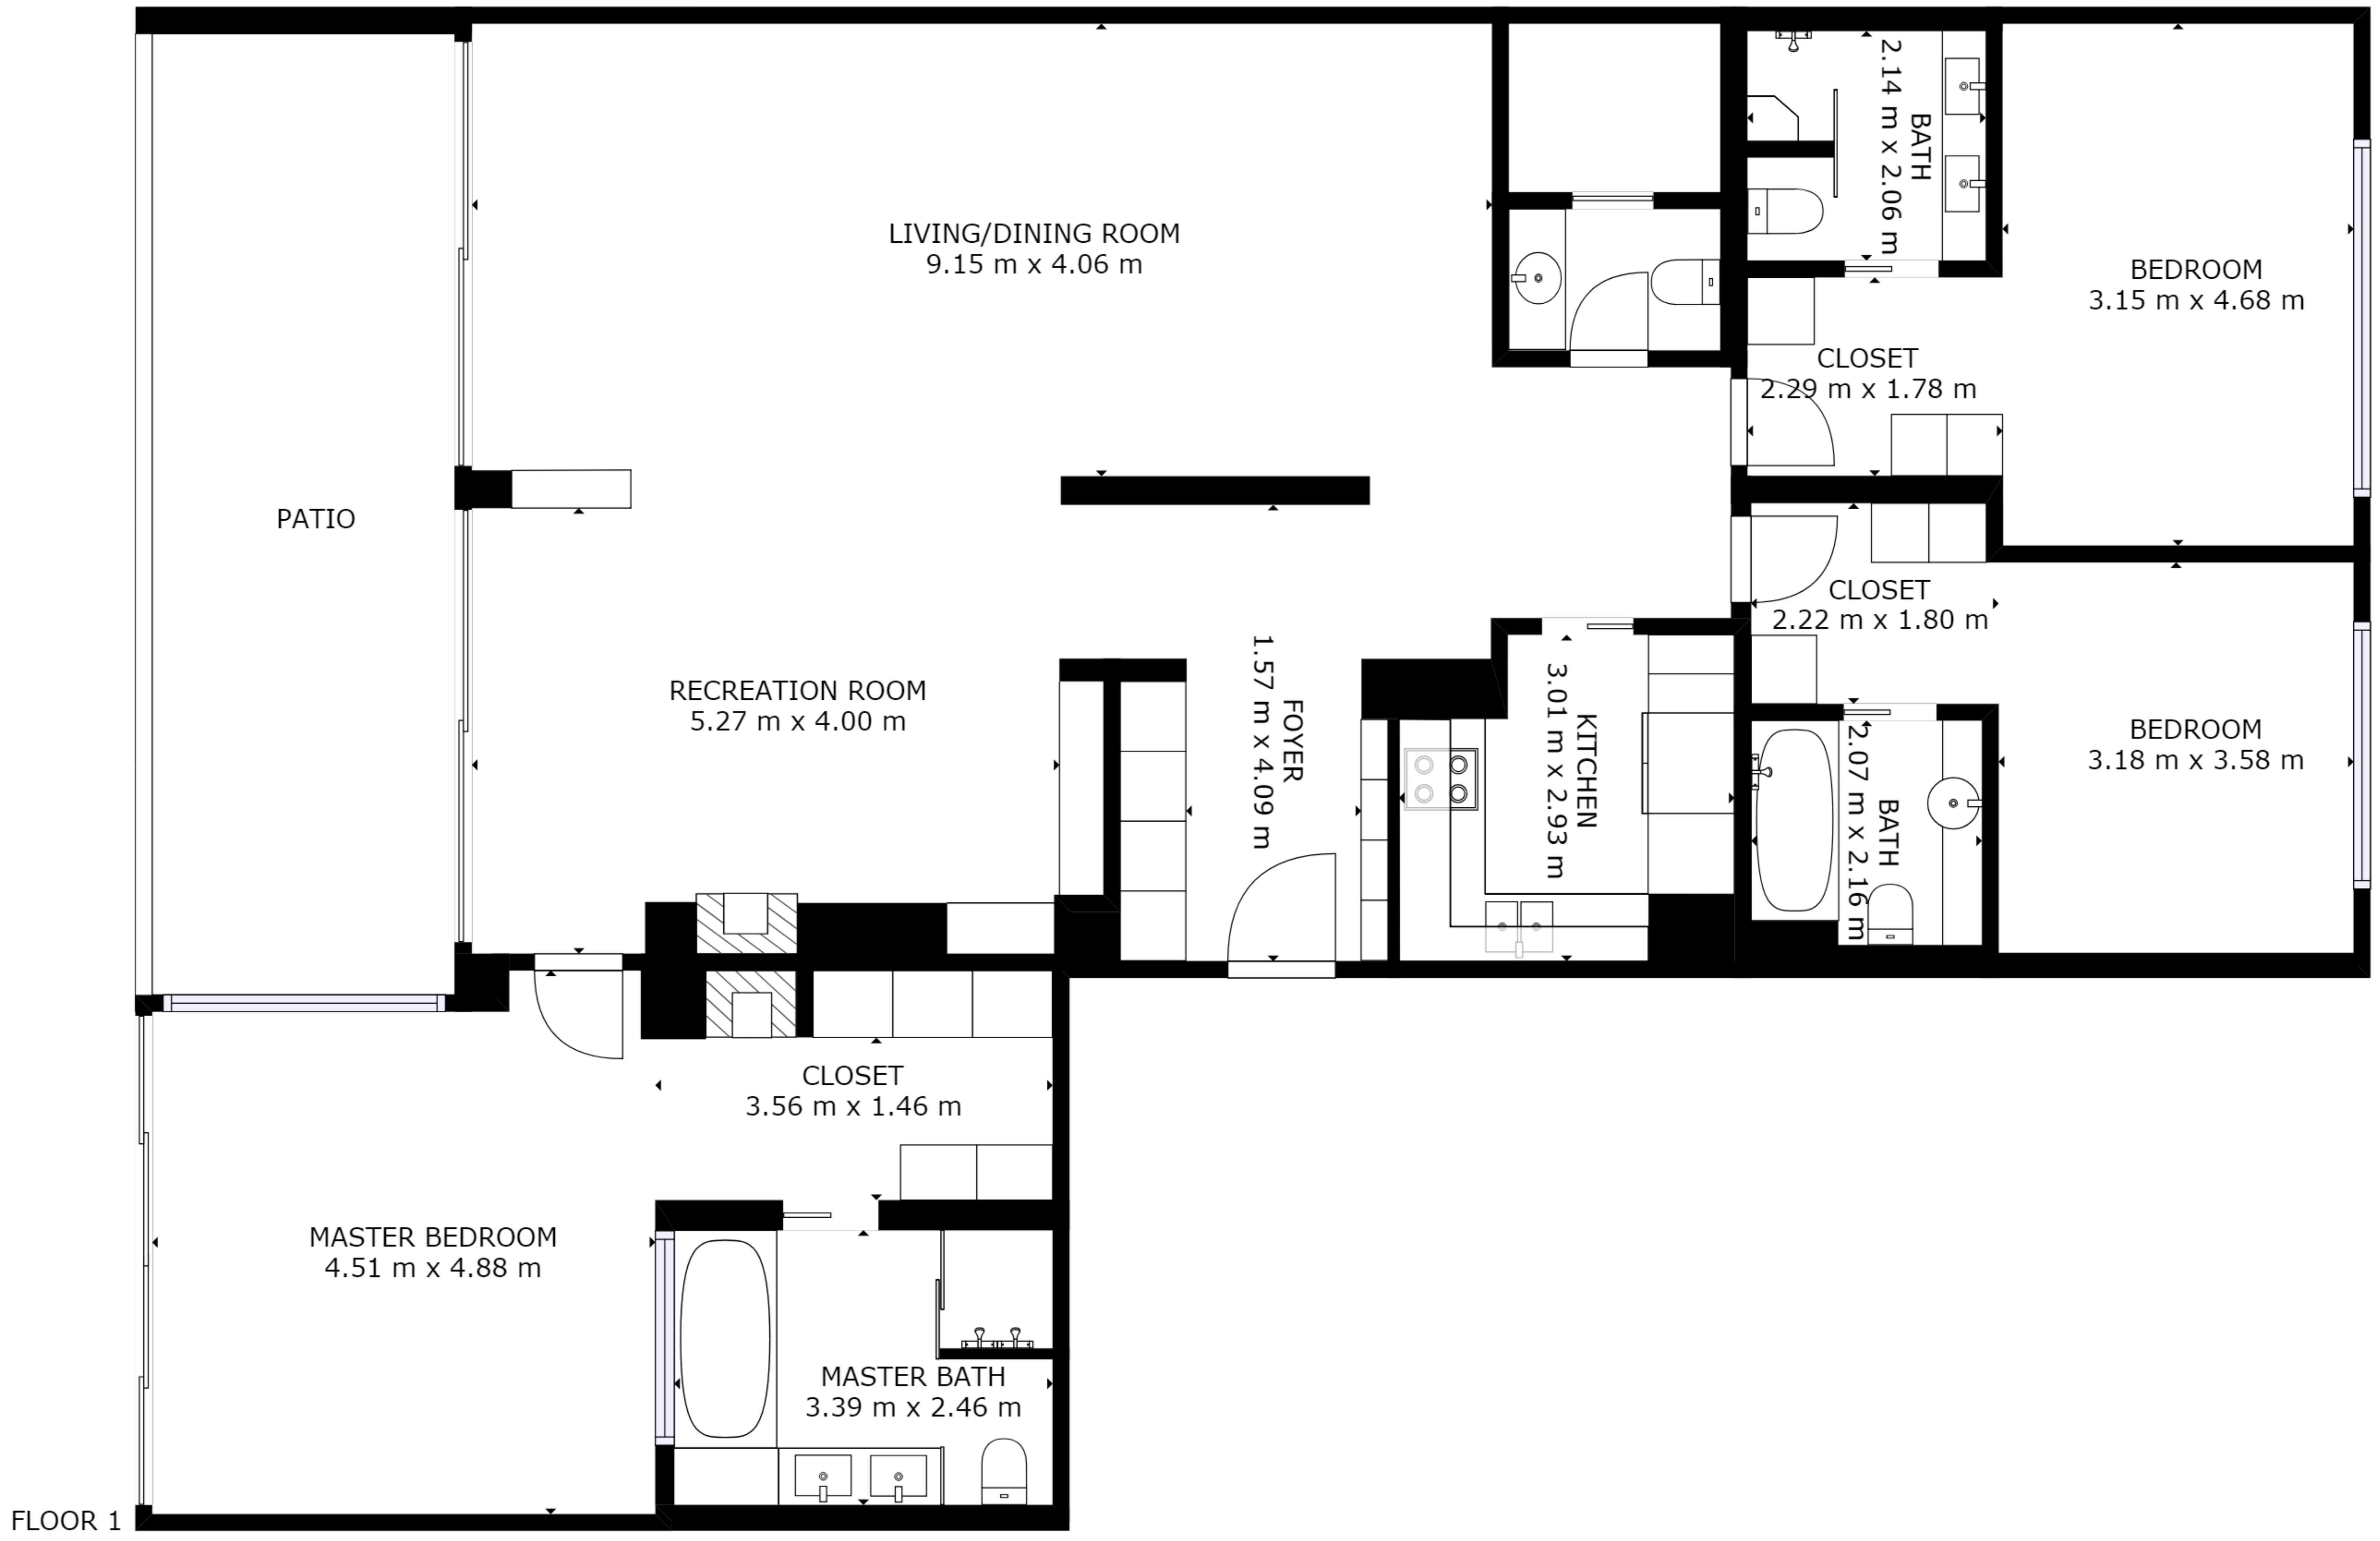 LIVING/DINING ROOM
9.15 m x 4.06 m
BATH
2.14 m x 2.06 m
BEDROOM
3.15 m x 4.68 m
CLOSET
2.29 m x 1.78 m
PATIO
CLOSET
2.22 m x 1.80 m
RECREATION ROOM
5.27 m x 4.00 m
FOYER
1.57 m x 4.09 m
KITCHEN
3.01 m x 2.93 m
BATH
2.07 m x 2.16 m
BEDROOM
3.18 m x 3.58 m
CLOSET
3.56 m x 1.46 m
MASTER BEDROOM
4.51 m x 4.88 m
MASTER BATH
3.39 m x 2.46 m
FLOOR 1